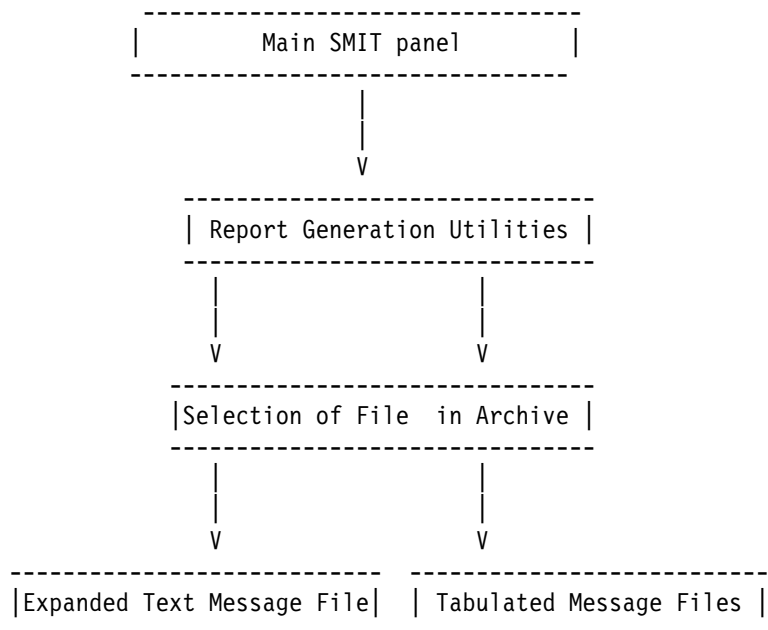 Main SMIT panel
Report Generation Utilities
Selection of File in Archive
Expanded Text Message File
Tabulated Message Files